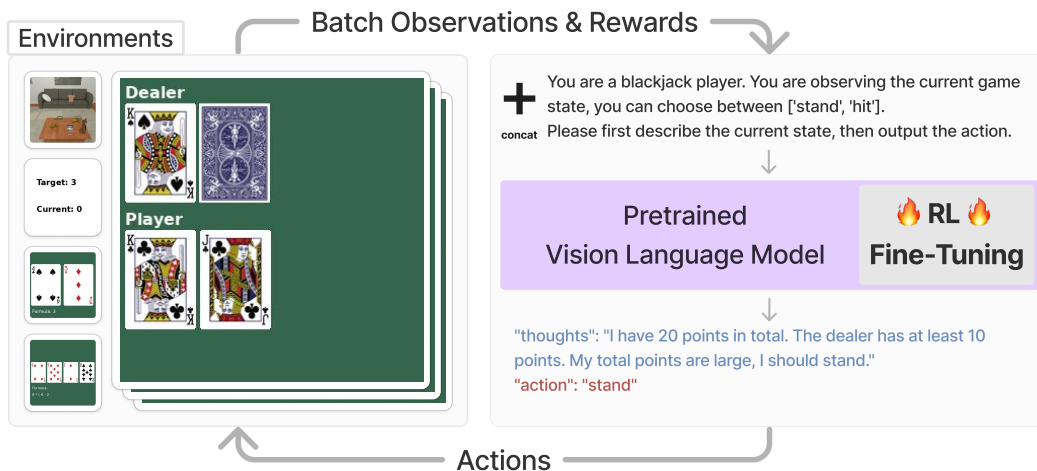 Batch Observations & Rewards
Environments
Target: 3
Current: 0
Formula: 3
Formula:
Dealer
K
K
Player
K
K
J
J
+
concat
You are a blackjack player. You are observing the current game
state, you can choose between ['stand', 'hit'].
Please first describe the current state, then output the action.
Pretrained
Vision Language Model
RL
Fine-Tuning
"thoughts": "I have 20 points in total. The dealer has at least 10
points. My total points are large, I should stand."
"action": "stand"
Actions